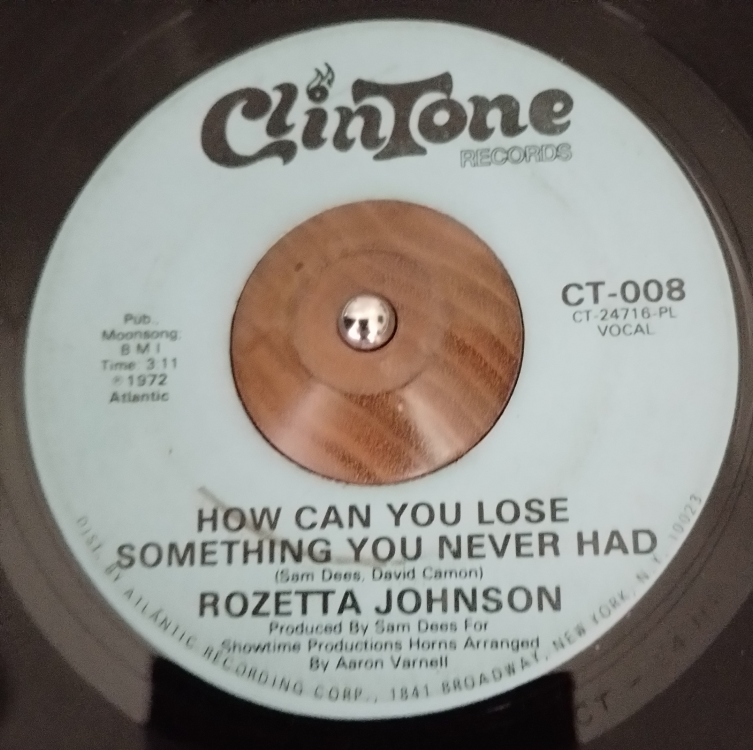 ClinTone
RECORDS
CT-008
CT-24716-PL
VOCAL
Pub.,
Moonsong,
BMI
Time: 3:11
℗ 1972
Atlantic
HOW CAN YOU LOSE
SOMETHING YOU NEVER HAD
(Sam Dees, David Camon)
ROZETTA JOHNSON
Produced By Sam Dees For
Showtime Productions Horns Arranged
By Aaron Varnell
DIST. BY ATLANTIC RECORDING CORP., 1841 BROADWAY, NEW YORK, N. Y. 10023